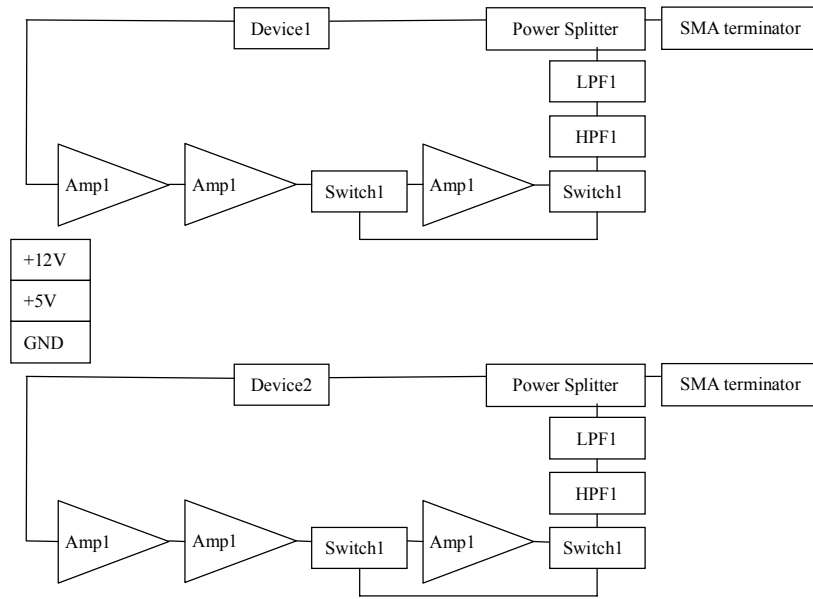 Device1
Power Splitter
SMA terminator
LPF1
HPF1
Amp1
Amp1
Switch1
Amp1
Switch1
+12V
+5V
GND
Device2
Power Splitter
SMA terminator
LPF1
HPF1
Amp1
Amp1
Switch1
Amp1
Switch1